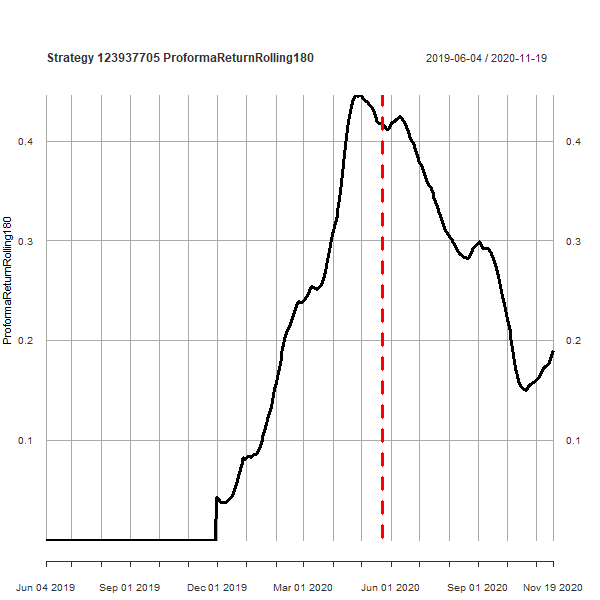 Strategy 123937705 ProformaReturnRolling180
2019-06-04 / 2020-11-19
ProformaReturnRolling180
0.4
0.4
0.3
0.3
0.2
0.2
0.1
0.1
Jun 04 2019
Sep 01 2019
Dec 01 2019
Mar 01 2020
Jun 01 2020
Sep 01 2020
Nov 19 2020